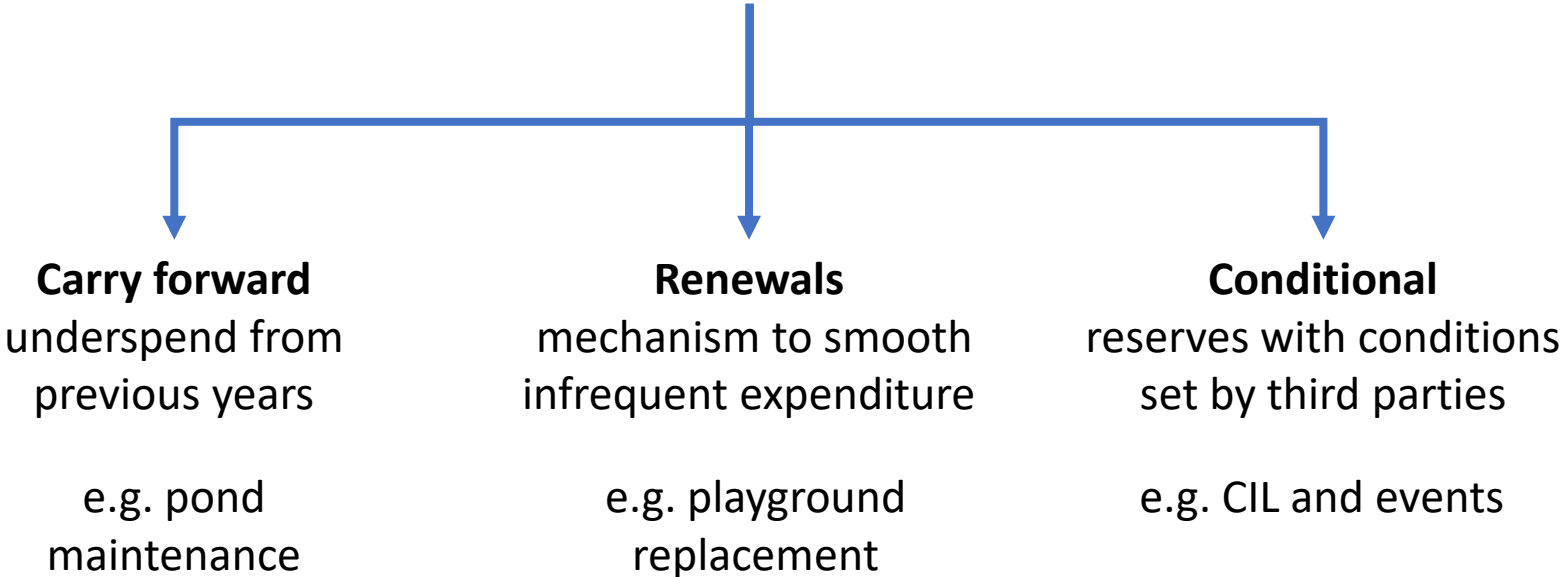 Carry forward
underspend from
previous years
e.g. pond
maintenance
Renewals
mechanism to smooth
infrequent expenditure
e.g. playground
replacement
Conditional
reserves with conditions
set by third parties
e.g. CIL and events